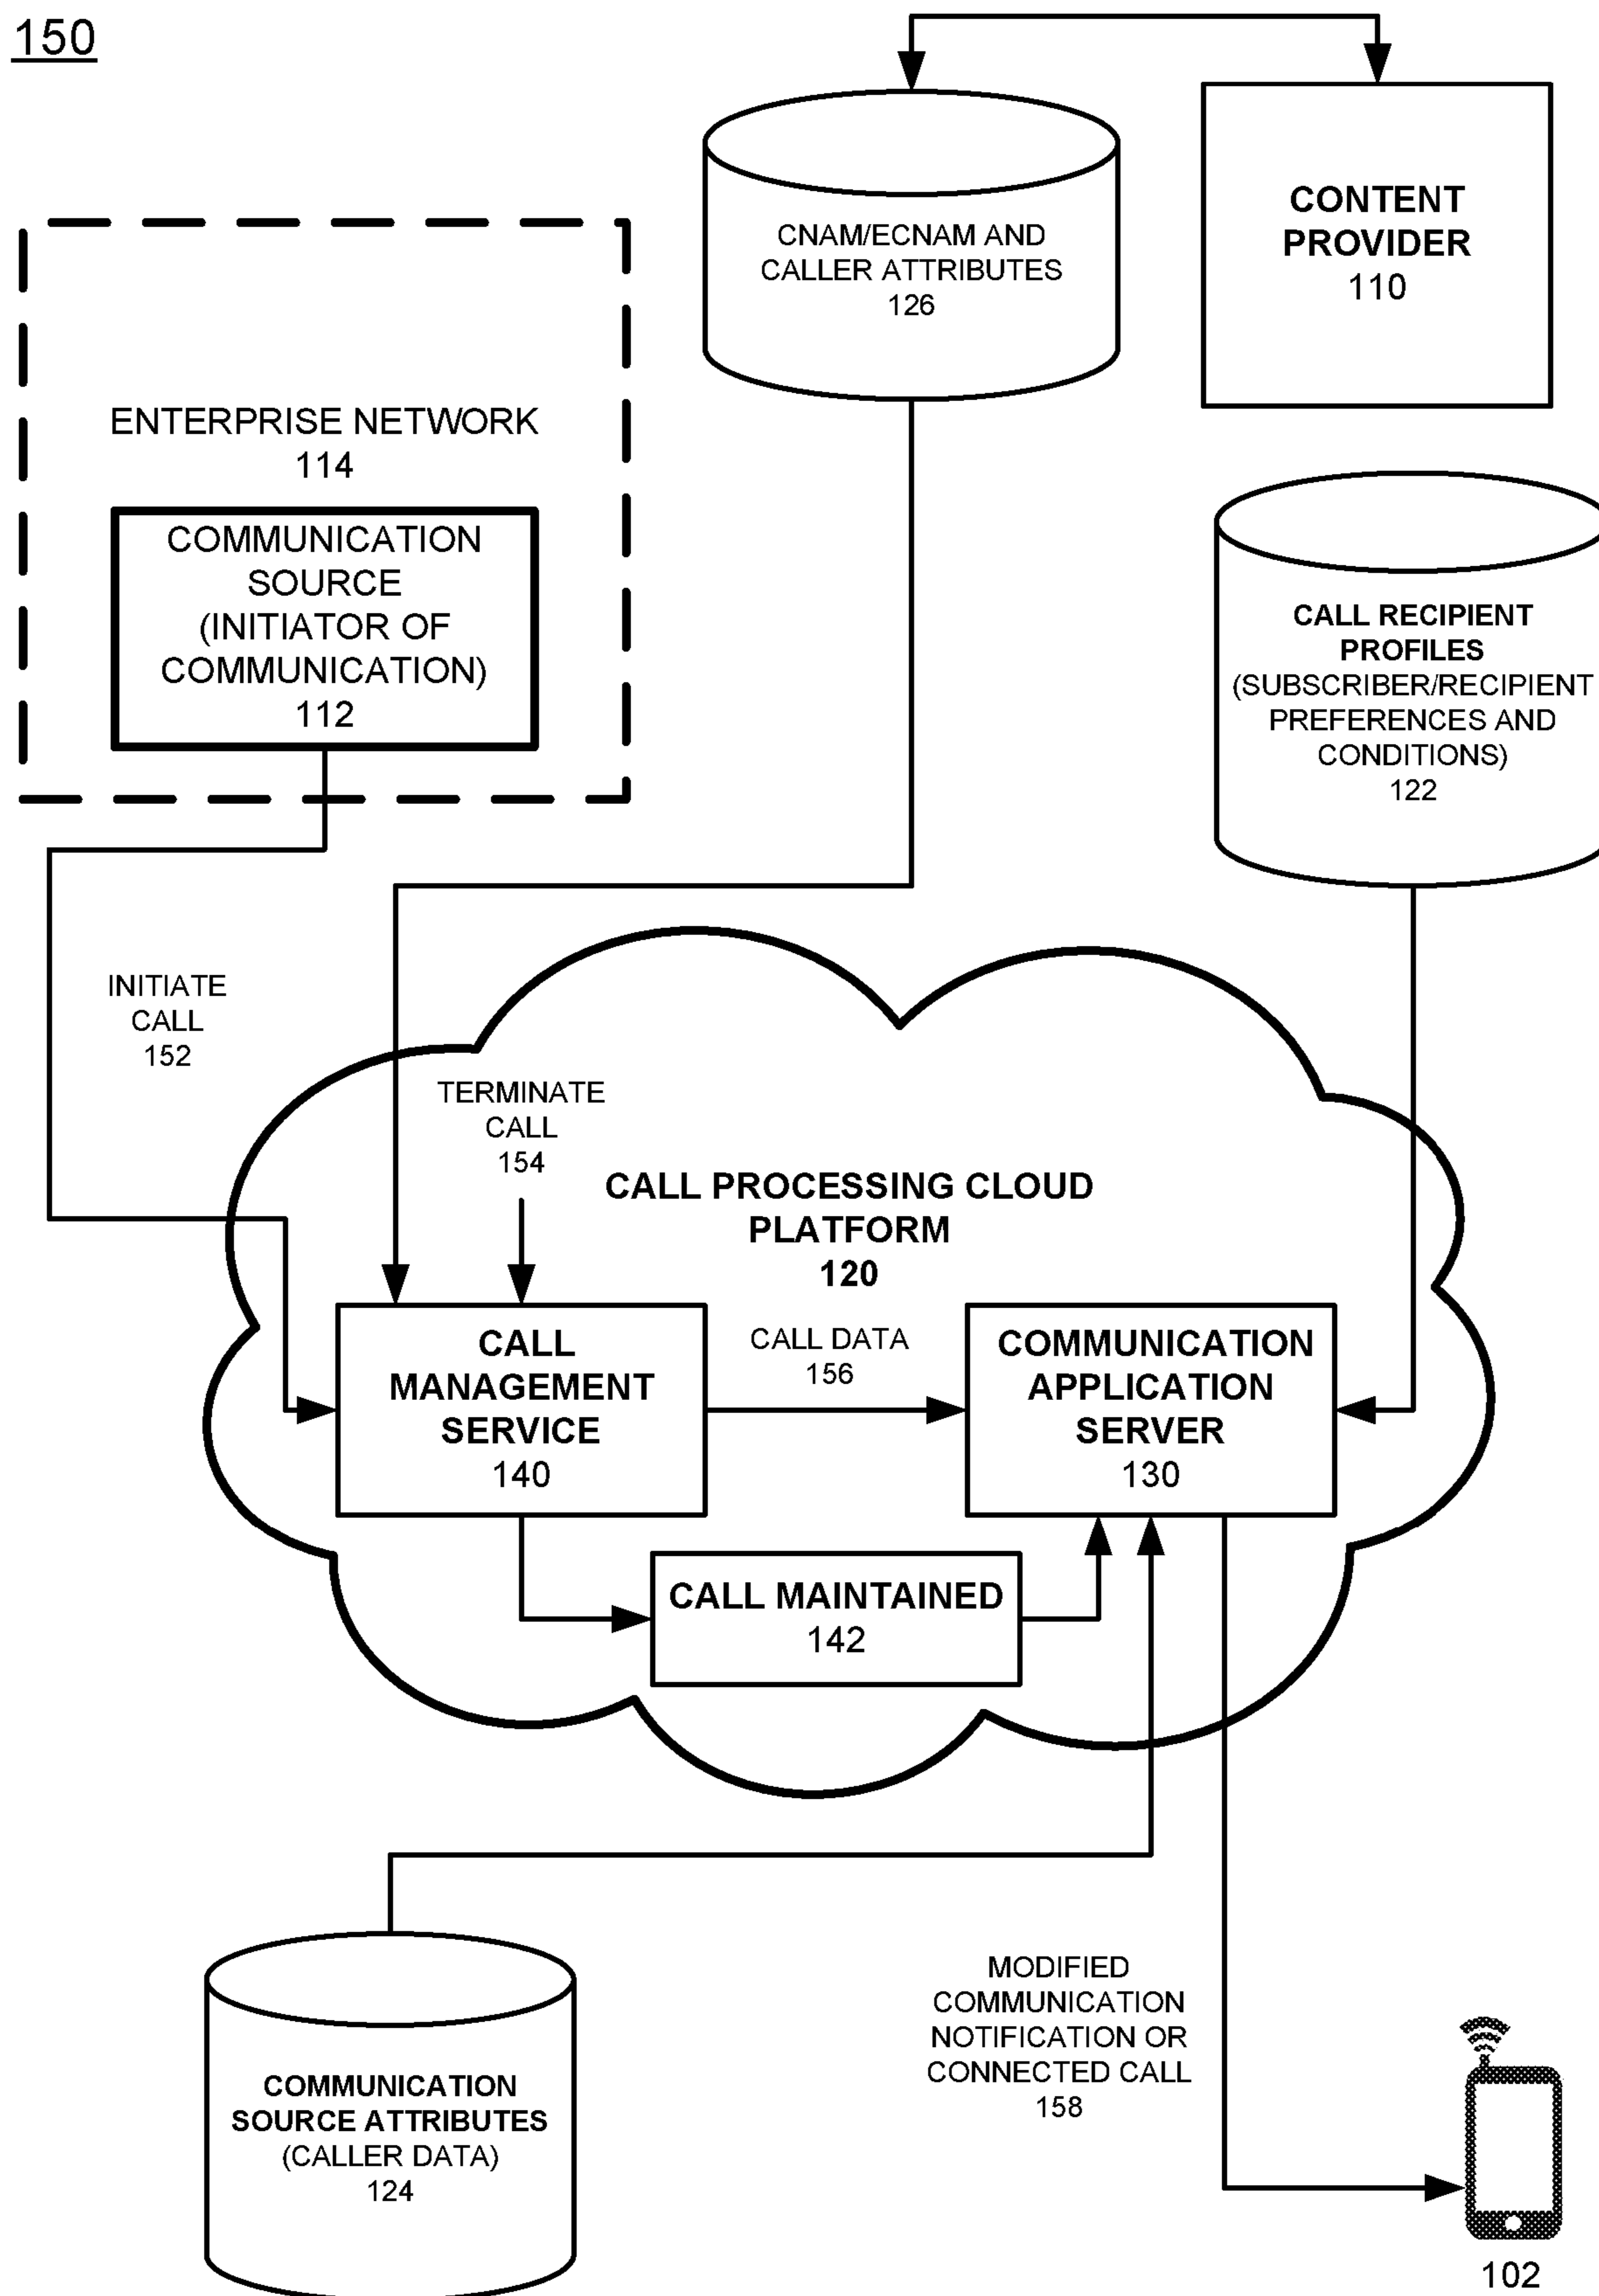 150
CNAM/ECNAM AND
CALLER ATTRIBUTES
126
CONTENT
PROVIDER
110
ENTERPRISE NETWORK
114
COMMUNICATION
SOURCE
(INITIATOR OF
COMMUNICATION)
112
CALL RECIPIENT
PROFILES
(SUBSCRIBER/RECIPIENT
PREFERENCES AND
CONDITIONS)
122
INITIATE
CALL
152
TERMINATE
CALL
154
CALL PROCESSING CLOUD
PLATFORM
120
CALL
MANAGEMENT
SERVICE
140
CALL DATA
156
COMMUNICATION
APPLICATION
SERVER
130
CALL MAINTAINED
142
COMMUNICATION
SOURCE ATTRIBUTES
(CALLER DATA)
124
MODIFIED
COMMUNICATION
NOTIFICATION OR
CONNECTED CALL
158
102